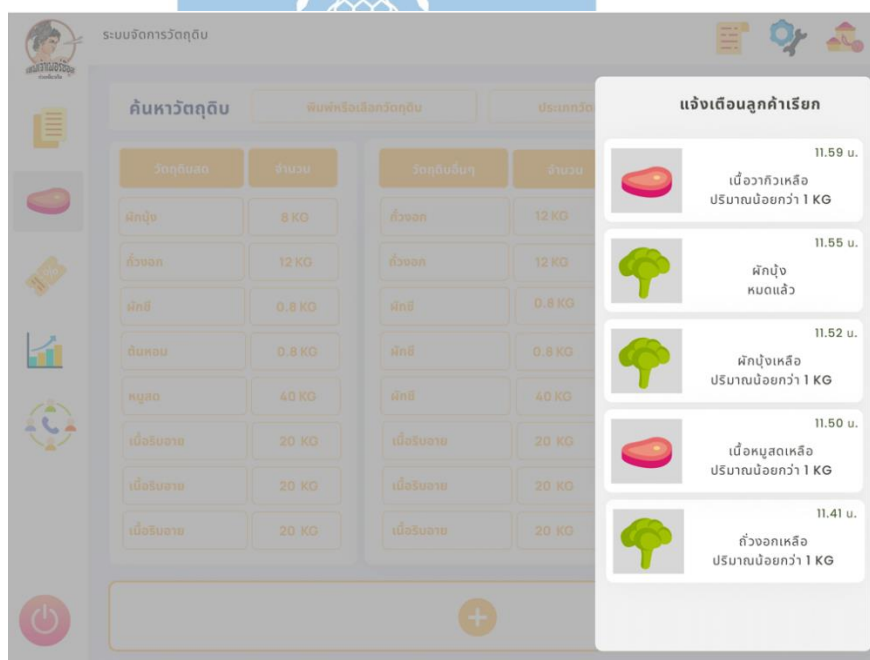 ระบบจัดการวัตถุดิบ
ค้นหาวัตถุดิบ
พิมพ์หรือเลือกวัตถุดิบ
วัตถุดิบสด จำนวน
ผักบุ้ง 8 KG
ถั่วงอก 12 KG
ผักชี 0.8 KG
ต้นหอม 0.8 KG
หมูสด 40 KG
เนื้อริบอาย 20 KG
เนื้อริบอาย 20 KG
เนื้อริบอาย 20 KG
วัตถุดิบอื่นๆ จำนวน
ถั่วงอก 12 KG
ถั่วงอก 12 KG
ผักชี 0.8 KG
ผักชี 0.8 KG
ผักชี 40 KG
เนื้อริบอาย 20 KG
เนื้อริบอาย 20 KG
เนื้อริบอาย 20 KG
แจ้งเตือนลูกค้าเรียก
11.59 น.
เนื้อวากิวเหลือ
ปริมาณน้อยกว่า 1 KG
11.55 น.
ผักบุ้ง
หมดแล้ว
11.52 น.
ผักบุ้งเหลือ
ปริมาณน้อยกว่า 1 KG
11.50 น.
เนื้อหมูสดเหลือ
ปริมาณน้อยกว่า 1 KG
11.41 น.
ถั่วงอกเหลือ
ปริมาณน้อยกว่า 1 KG